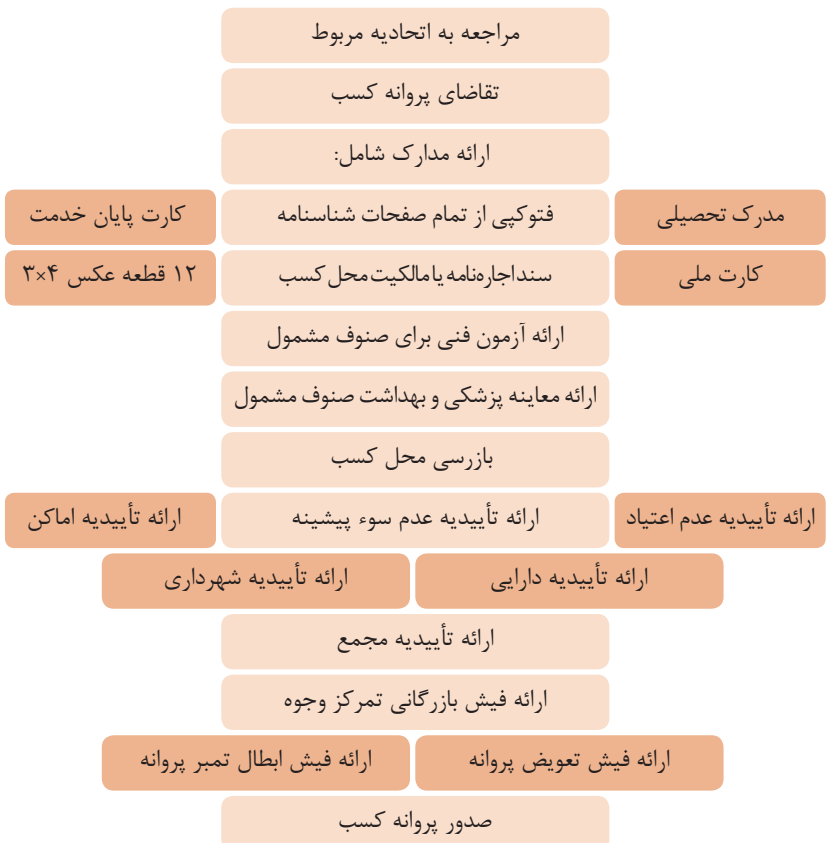 مراجعه به اتحادیه مربوط
تقاضای پروانه کسب
ارائه مدارک شامل:
مدرک تحصیلی
فتوکپی از تمام صفحات شناسنامه
کارت پایان خدمت
کارت ملی
سند اجاره‌نامه یا مالکیت محل کسب
۱۲ قطعه عکس ۴×۳
ارائه آزمون فنی برای صنوف مشمول
ارائه معاینه پزشکی و بهداشت صنوف مشمول
بازرسی محل کسب
ارائه تأییدیه عدم اعتیاد
ارائه تأییدیه عدم سوء پیشینه
ارائه تأییدیه اماکن
ارائه تأییدیه دارایی
ارائه تأییدیه شهرداری
ارائه تأییدیه مجمع
ارائه فیش بازرگانی تمرکز وجوه
ارائه فیش تعویض پروانه
ارائه فیش ابطال تمبر پروانه
صدور پروانه کسب